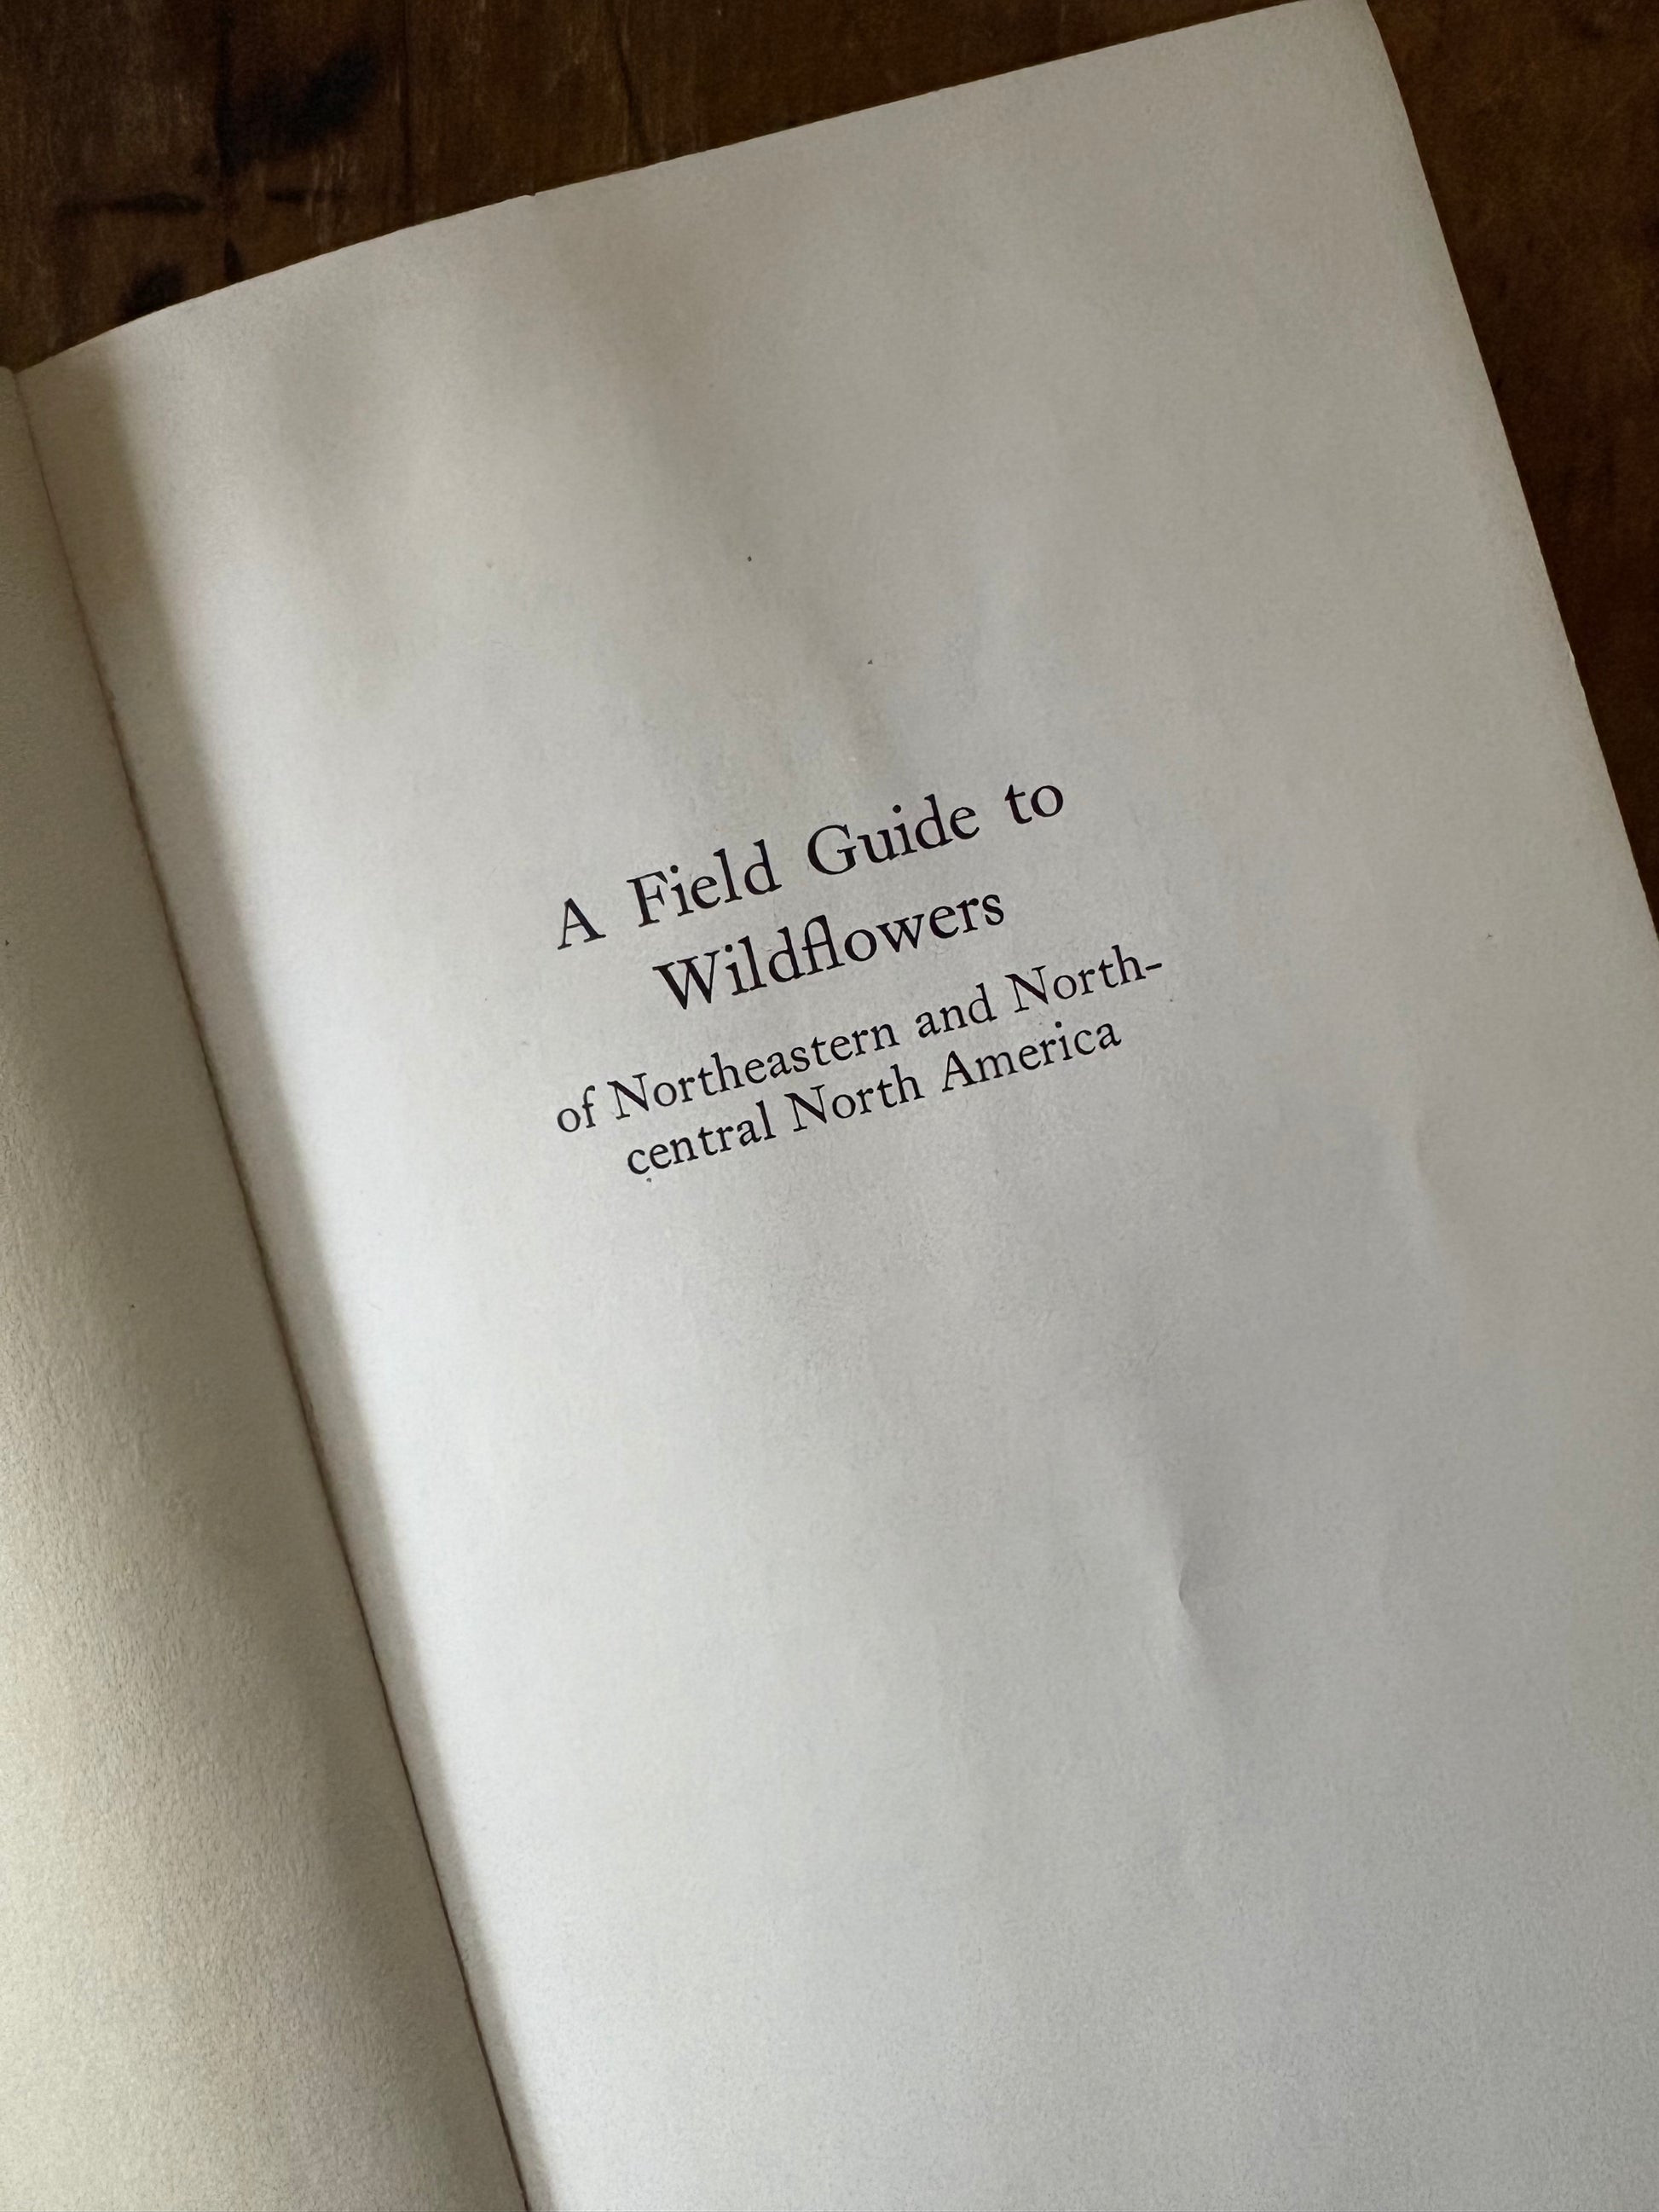 A Field Guide to
Wildflowers
of Northeastern and North-
central North America